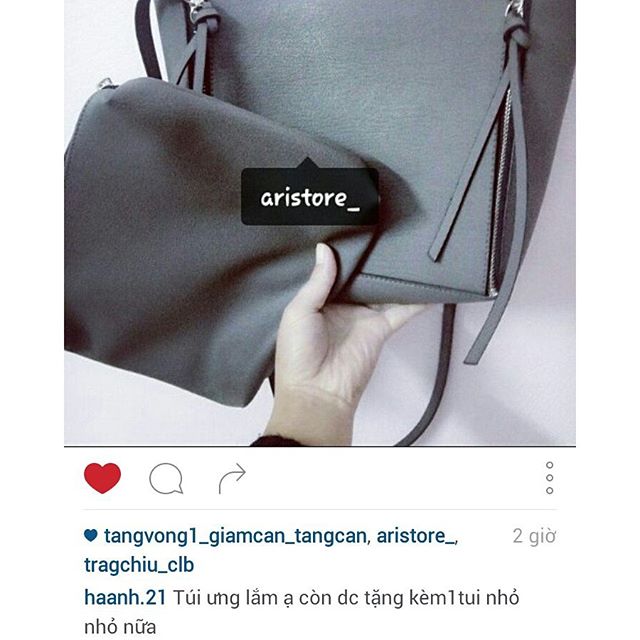 aristore_
tangvong1_giamcan_tangcan, aristore_, 2 giờ
tragchiu_clb
haanh.21 Túi ưng lắm ạ còn dc tặng kèm1tui nhỏ
nhỏ nữa